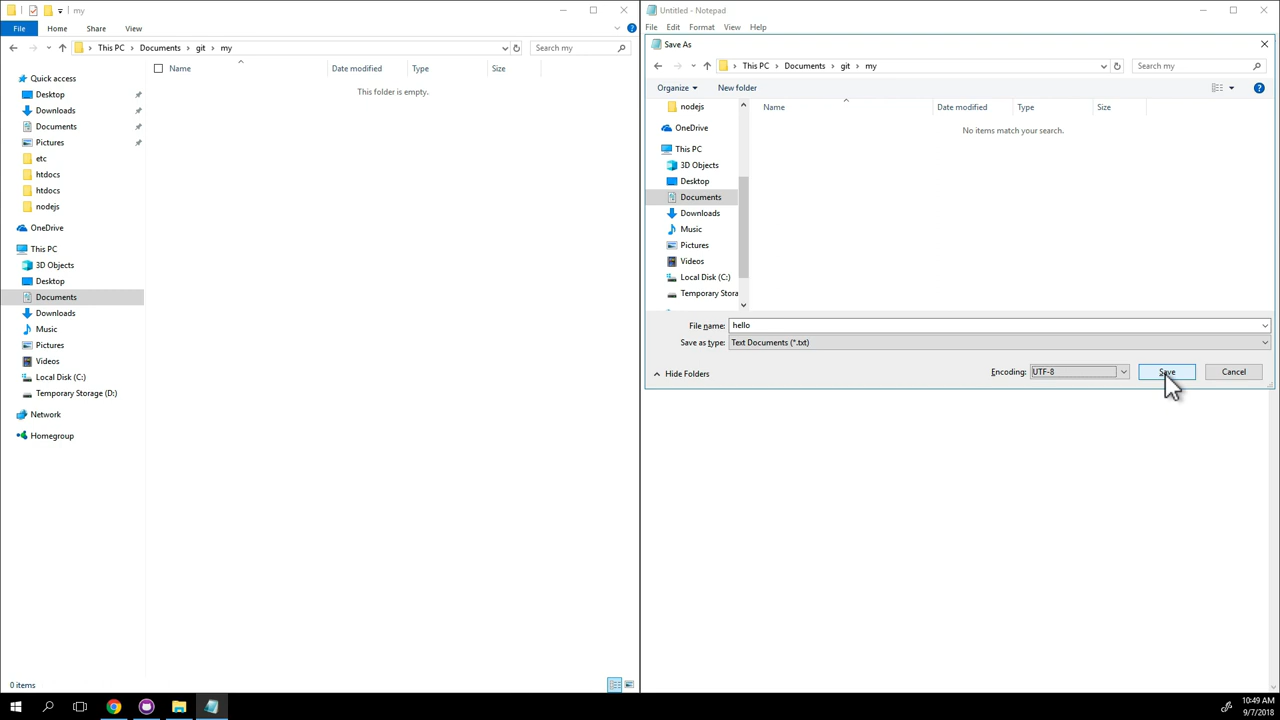 my
File Home Share View
This PC Documents git my
Search my
Name Date modified Type Size
This folder is empty.
Quick access
Desktop
Downloads
Documents
Pictures
etc
htdocs
htdocs
nodejs
OneDrive
This PC
3D Objects
Desktop
Documents
Downloads
Music
Pictures
Videos
Local Disk (C:)
Temporary Storage (D:)
Network
Homegroup
0 items
Untitled - Notepad
File Edit Format View Help
Save As
This PC Documents git my
Search my
Organize New folder
Name Date modified Type Size
No items match your search.
nodejs
OneDrive
This PC
3D Objects
Desktop
Documents
Downloads
Music
Pictures
Videos
Local Disk (C:)
Temporary Stora
File name: hello
Save as type: Text Documents (*.txt)
Hide Folders
Encoding: UTF-8 Save Cancel
10:49 AM
9/7/2018